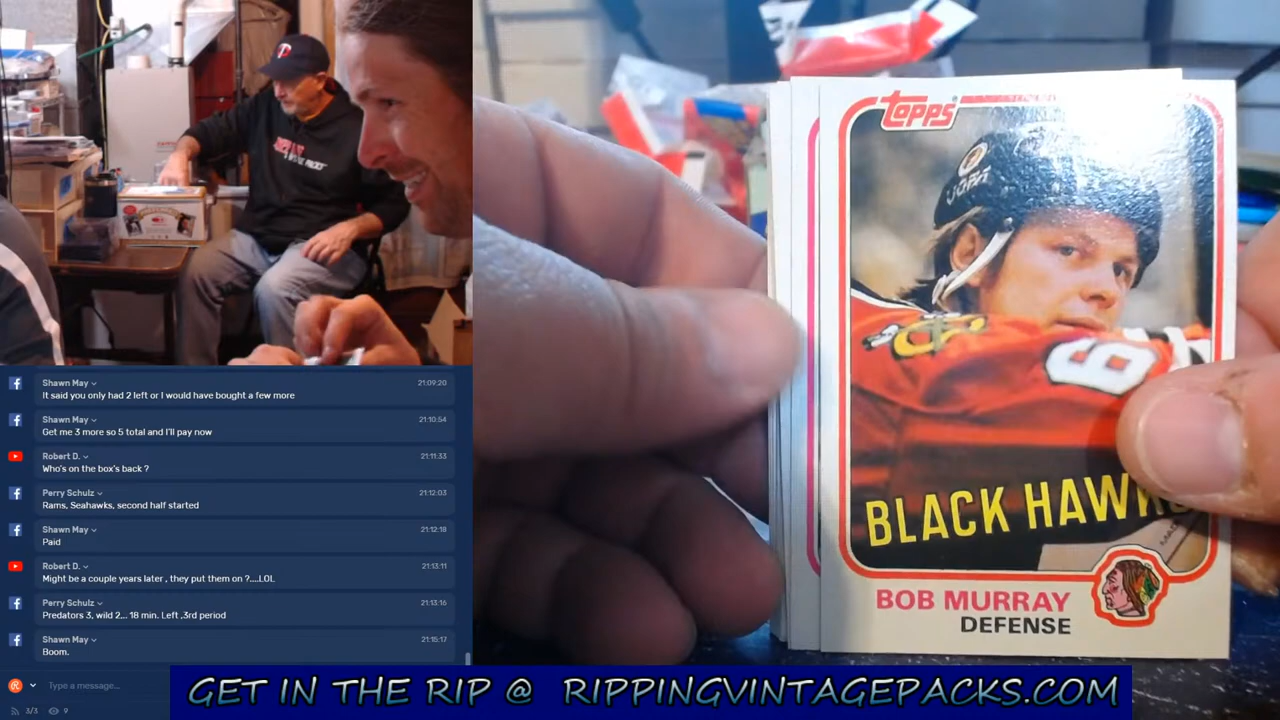 Shawn May
21:09:20
It said you only had 2 left or I would have bought a few more
Shawn May
21:10:54
Get me 3 more so 5 total and I'll pay now
Robert D.
21:11:33
Who's on the box's back ?
Perry Schulz
21:12:03
Rams, Seahawks, second half started
Shawn May
21:12:18
Paid
Robert D.
21:13:11
Might be a couple years later , they put them on ?....LOL
Perry Schulz
21:13:16
Predators 3, wild 2,.. 18 min. Left ,3rd period
Shawn May
21:15:17
Boom.
Type a message...
3/3
9
Topps
JOFA
6
BLACK HAWK
BOB MURRAY
DEFENSE
GET IN THE RIP @ RIPPINGVINTAGEPACKS.COM